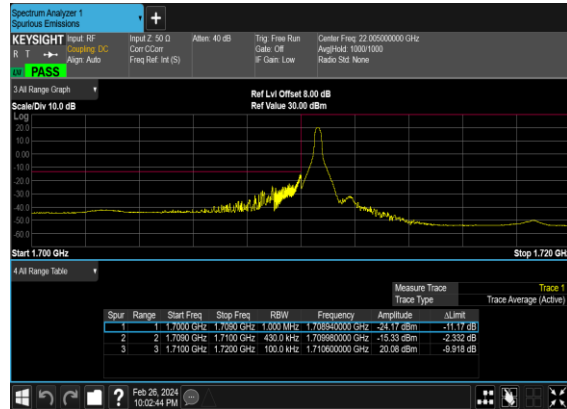 Spectrum Analyzer 1
Spurious Emissions
KEYSIGHT Input: RF Input Z: 50 Ω Atten: 40 dB Trig: Free Run Center Freq: 22.005000000 GHz
R T Coupling: DC Corr CCorr Gate: Off Avg|Hold: 1000/1000
Align: Auto Freq Ref: Int (S) IF Gain: Low Radio Std: None
PASS
3 All Range Graph
Ref Lvl Offset 8.00 dB
Scale/Div 10.0 dB Ref Value 30.00 dBm
Log
20.0
10.0
0.00
-10.0
-20.0
-30.0
-40.0
-50.0
-60.0
Start 1.700 GHz Stop 1.720 GHz
4 All Range Table
Measure Trace Trace 1
Trace Type Trace Average (Active)
Spur Range Start Freq Stop Freq RBW Frequency Amplitude ΔLimit
1 1 1.7000 GHz 1.7090 GHz 1.000 MHz 1.708940000 GHz -24.17 dBm -11.17 dB
2 2 1.7090 GHz 1.7100 GHz 430.0 kHz 1.709980000 GHz -15.33 dBm -2.332 dB
3 3 1.7100 GHz 1.7200 GHz 100.0 kHz 1.710600000 GHz 20.08 dBm -9.918 dB
? Feb 26, 2024
10:02:44 PM